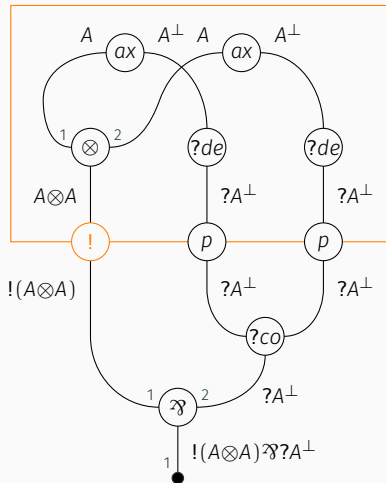 A ax A⊥ A ax A⊥
1 ⊗ 2 ?de ?de
A⊗A ?A⊥ ?A⊥
! p p
!(A⊗A) ?A⊥ ?A⊥
?co
1 ⅋ 2 ?A⊥
1 !(A⊗A)⅋?A⊥